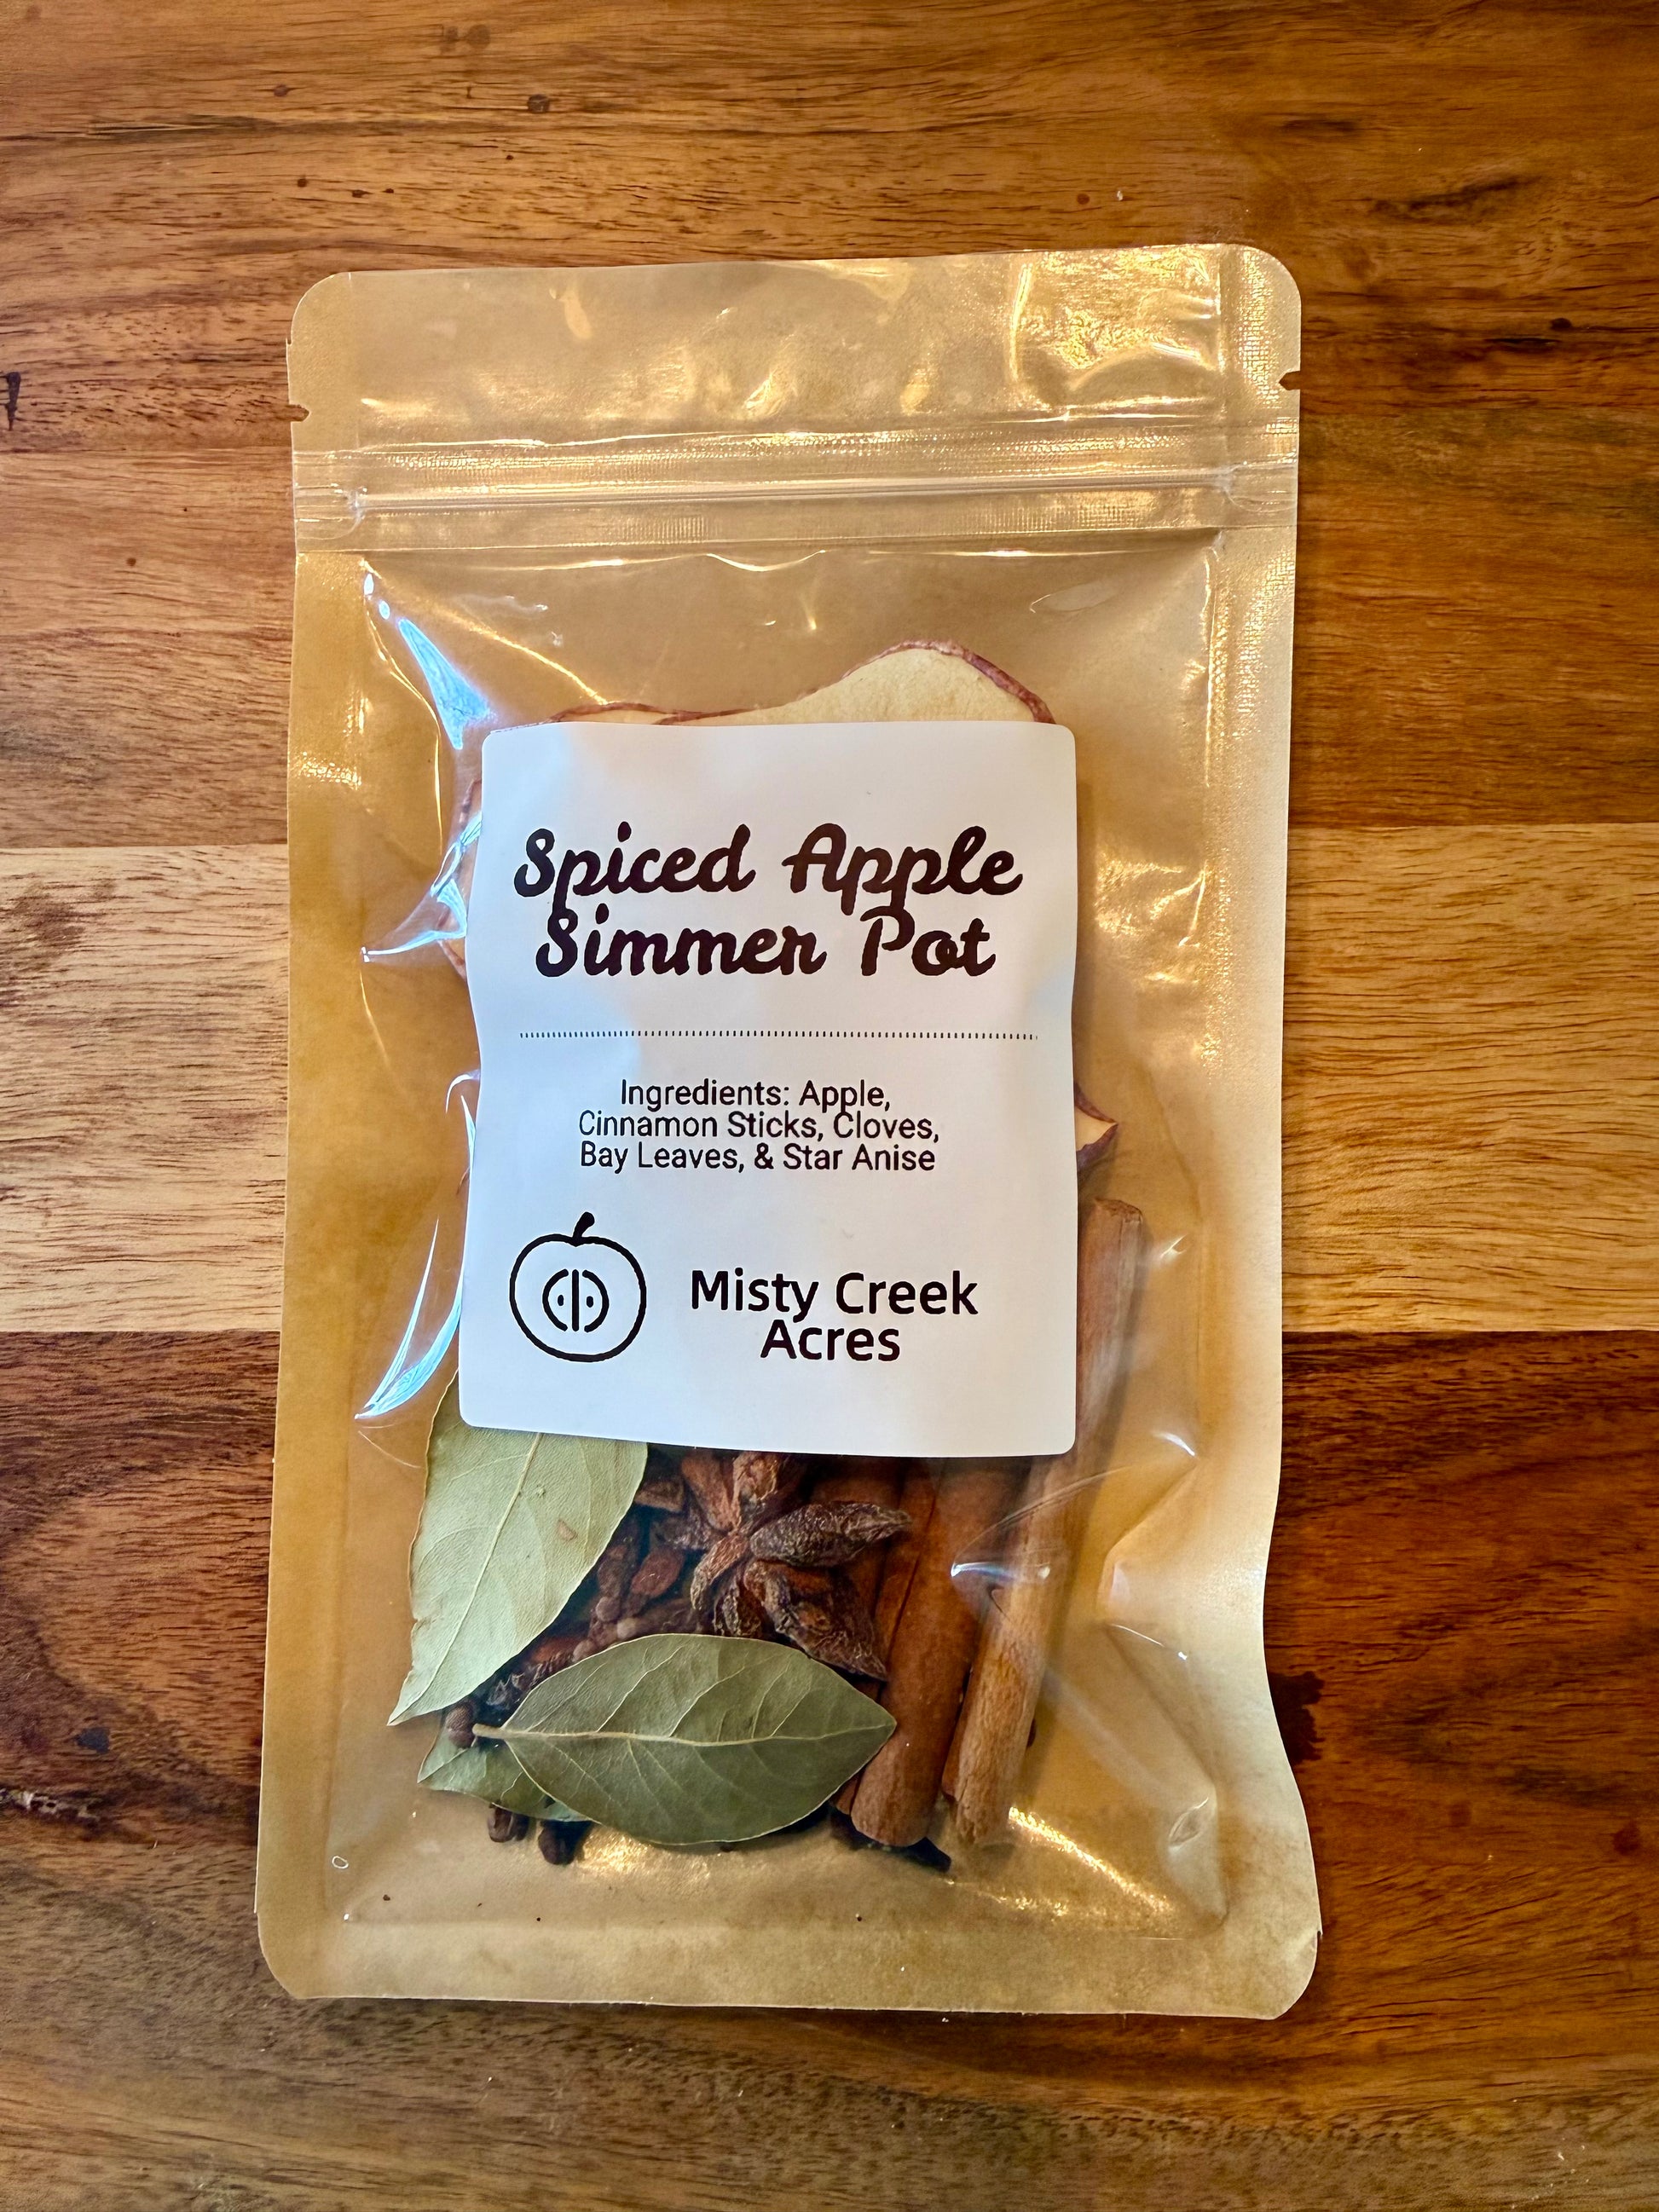 Spiced Apple
Simmer Pot
Ingredients: Apple,
Cinnamon Sticks, Cloves,
Bay Leaves, & Star Anise
Misty Creek
Acres